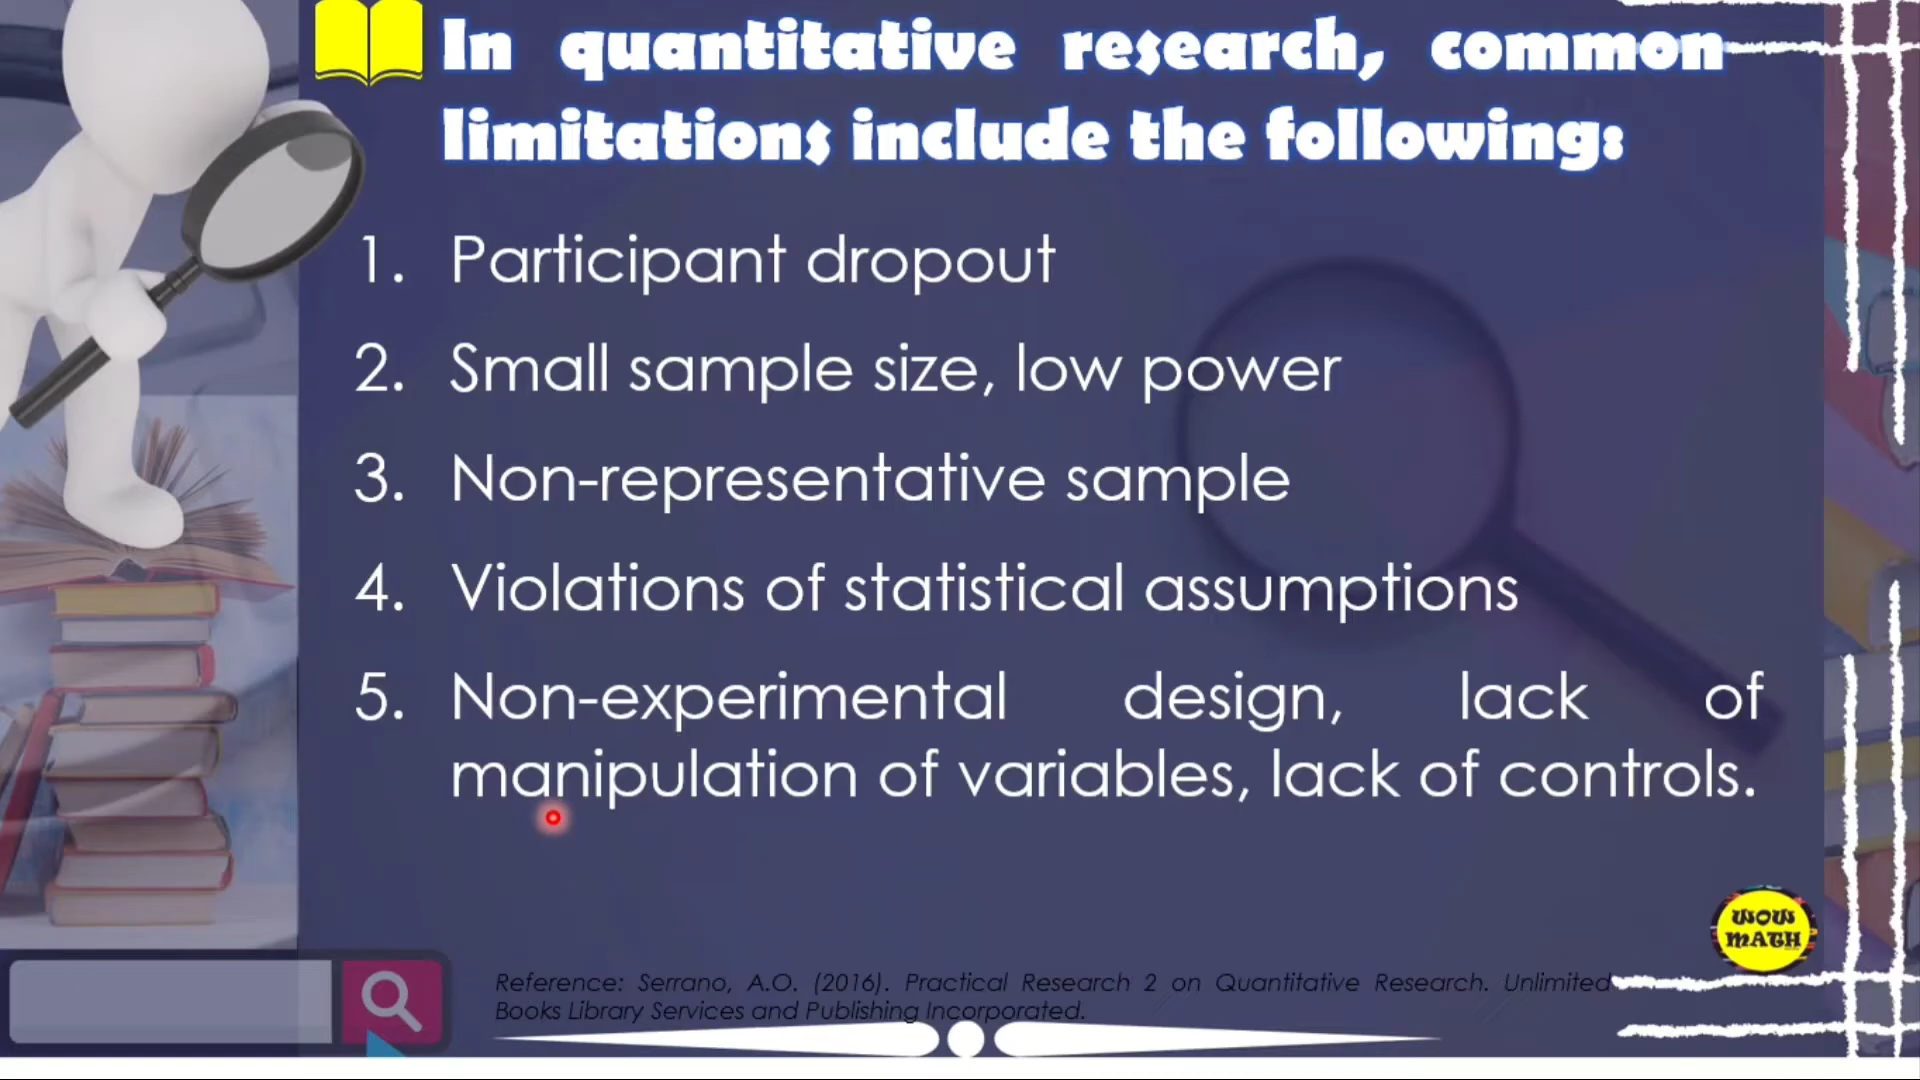 In quantitative research, common
limitations include the following:
1. Participant dropout
2. Small sample size, low power
3. Non-representative sample
4. Violations of statistical assumptions
5. Non-experimental design, lack of
manipulation of variables, lack of controls.
WOW
MATH
Reference: Serrano, A.O. (2016). Practical Research 2 on Quantitative Research. Unlimited
Books Library Services and Publishing Incorporated.